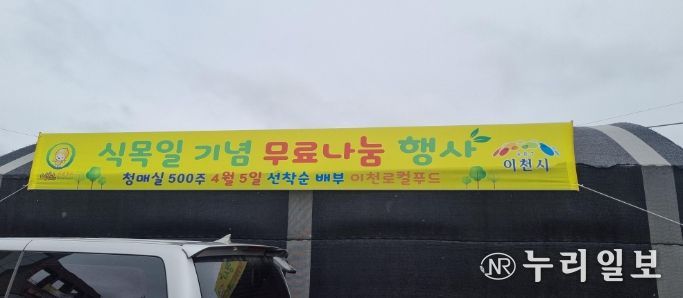 식목일 기념 무료나눔 행사
이천시
청매실 500주 4월 5일 선착순 배부 이천로컬푸드
NR 누리일보